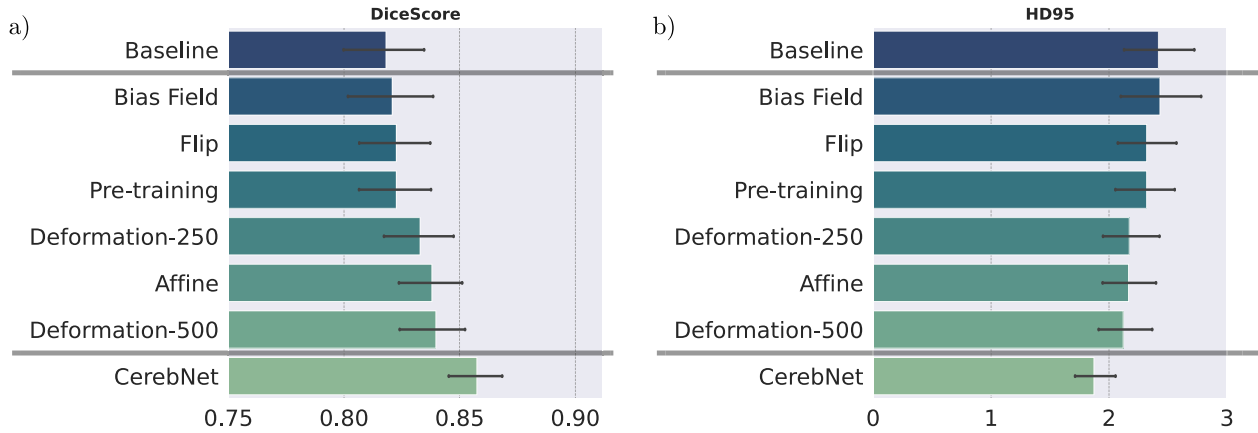 a)
DiceScore
Baseline
Bias Field
Flip
Pre-training
Deformation-250
Affine
Deformation-500
CerebNet
0.75 0.80 0.85 0.90
b)
HD95
Baseline
Bias Field
Flip
Pre-training
Deformation-250
Affine
Deformation-500
CerebNet
0 1 2 3